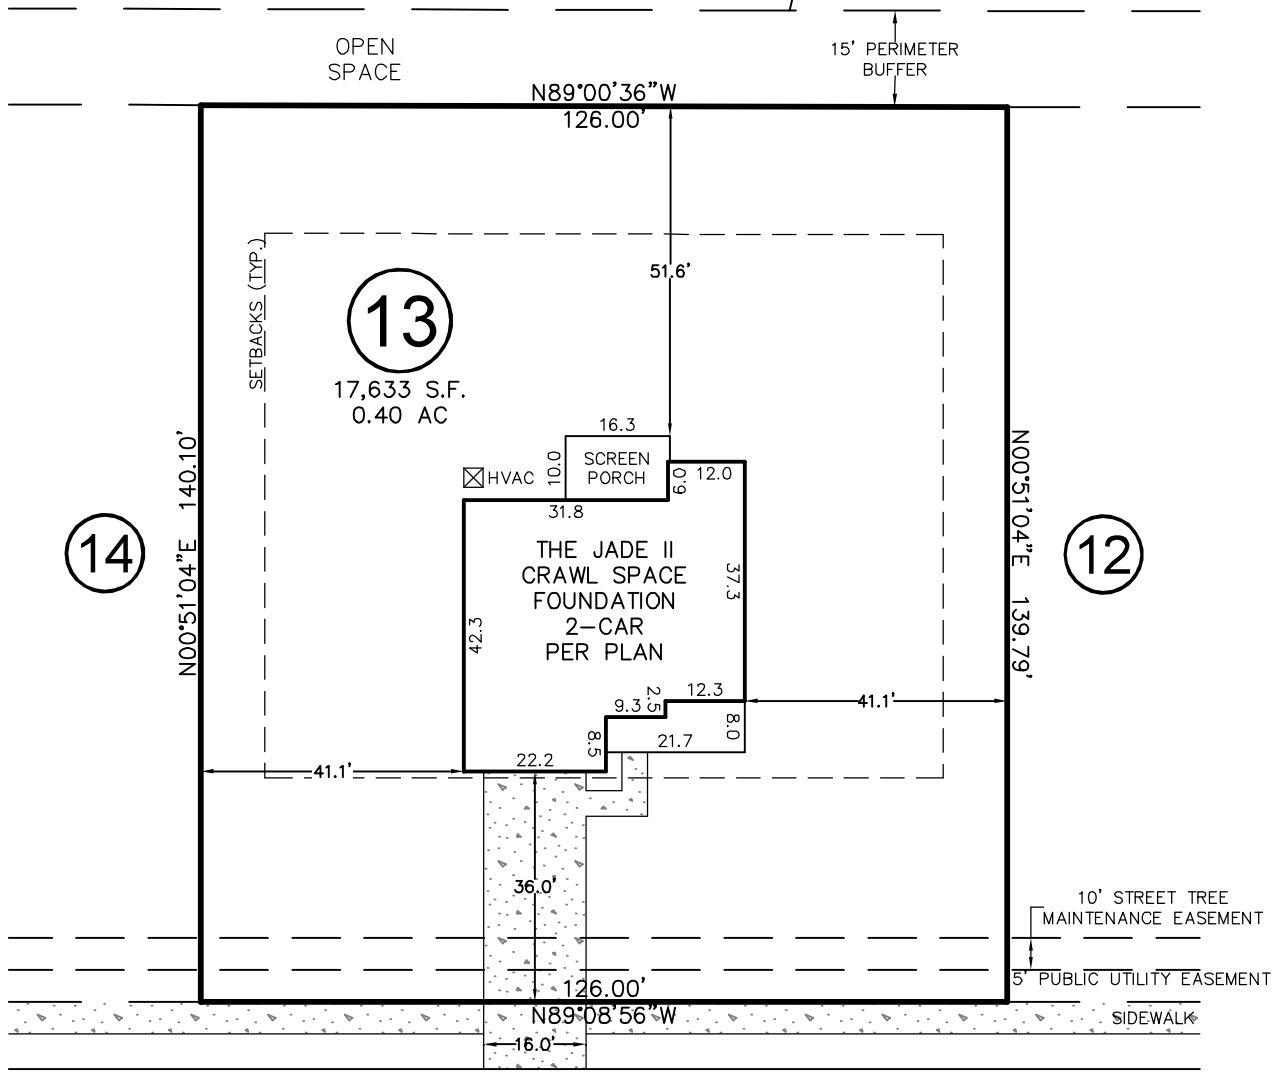 OPEN
SPACE
15' PERIMETER
BUFFER
N89°00'36"W
126.00'
SETBACKS (TYP.)
13
17,633 S.F.
0.40 AC
51.6'
16.3
10.0
SCREEN
PORCH
6.0
12.0
HVAC
31.8
N00°51'04"E 140.10'
N00°51'04"E 139.79'
14
12
THE JADE II
CRAWL SPACE
FOUNDATION
2-CAR
PER PLAN
42.3
37.3
12.3
2.5
9.3
8.5
8.0
21.7
22.2
41.1'
41.1'
36.0'
10' STREET TREE
MAINTENANCE EASEMENT
5' PUBLIC UTILITY EASEMENT
126.00'
N89°08'56"W
SIDEWALK
16.0'